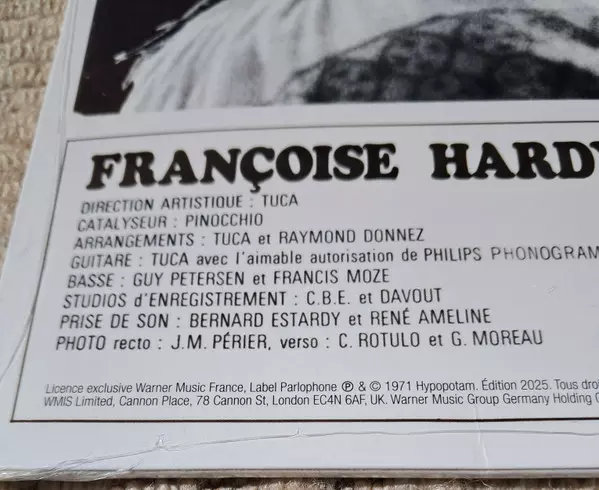 FRANÇOISE HARDY
DIRECTION ARTISTIQUE : TUCA
CATALYSEUR : PINOCCHIO
ARRANGEMENTS : TUCA et RAYMOND DONNEZ
GUITARE : TUCA avec l'aimable autorisation de PHILIPS PHONOGRAM
BASSE : GUY PETERSEN et FRANCIS MOZE
STUDIOS d'ENREGISTREMENT : C.B.E. et DAVOUT
PRISE DE SON : BERNARD ESTARDY et RENÉ AMELINE
PHOTO recto : J.M. PÉRIER, verso : C. ROTULO et G. MOREAU
Licence exclusive Warner Music France, Label Parlophone ℗ & © 1971 Hypopotam. Édition 2025. Tous
WMIS Limited, Cannon Place, 78 Cannon St, London EC4N 6AF, UK. Warner Music Group Germany Holding